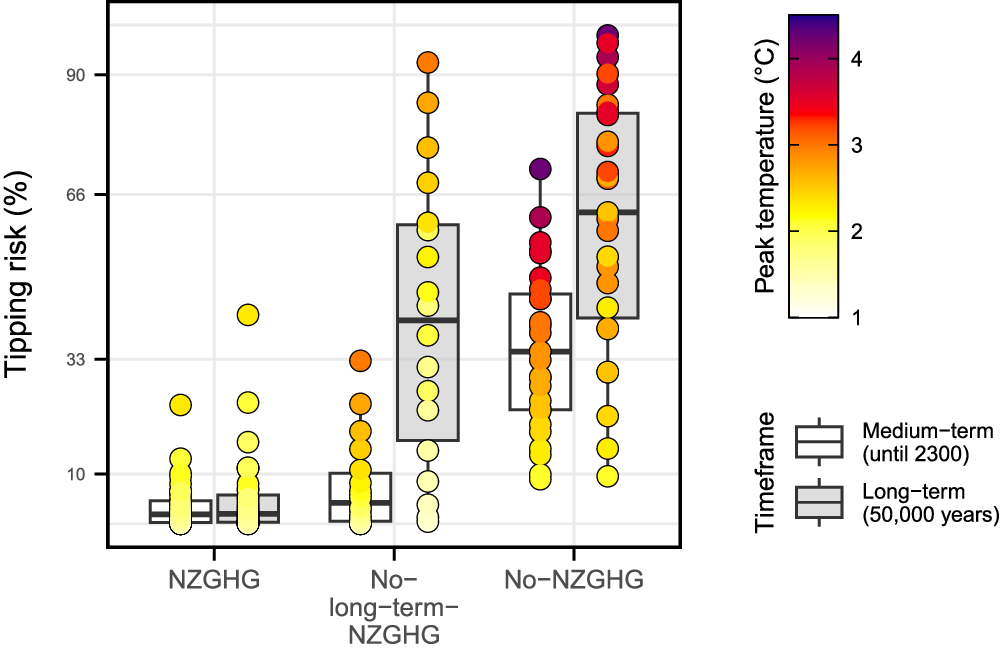 Tipping risk (%)
90
66
33
10
NZGHG
No−
long−term−
NZGHG
No−NZGHG
Peak temperature (°C)
4
3
2
1
Timeframe
Medium−term
(until 2300)
Long−term
(50,000 years)